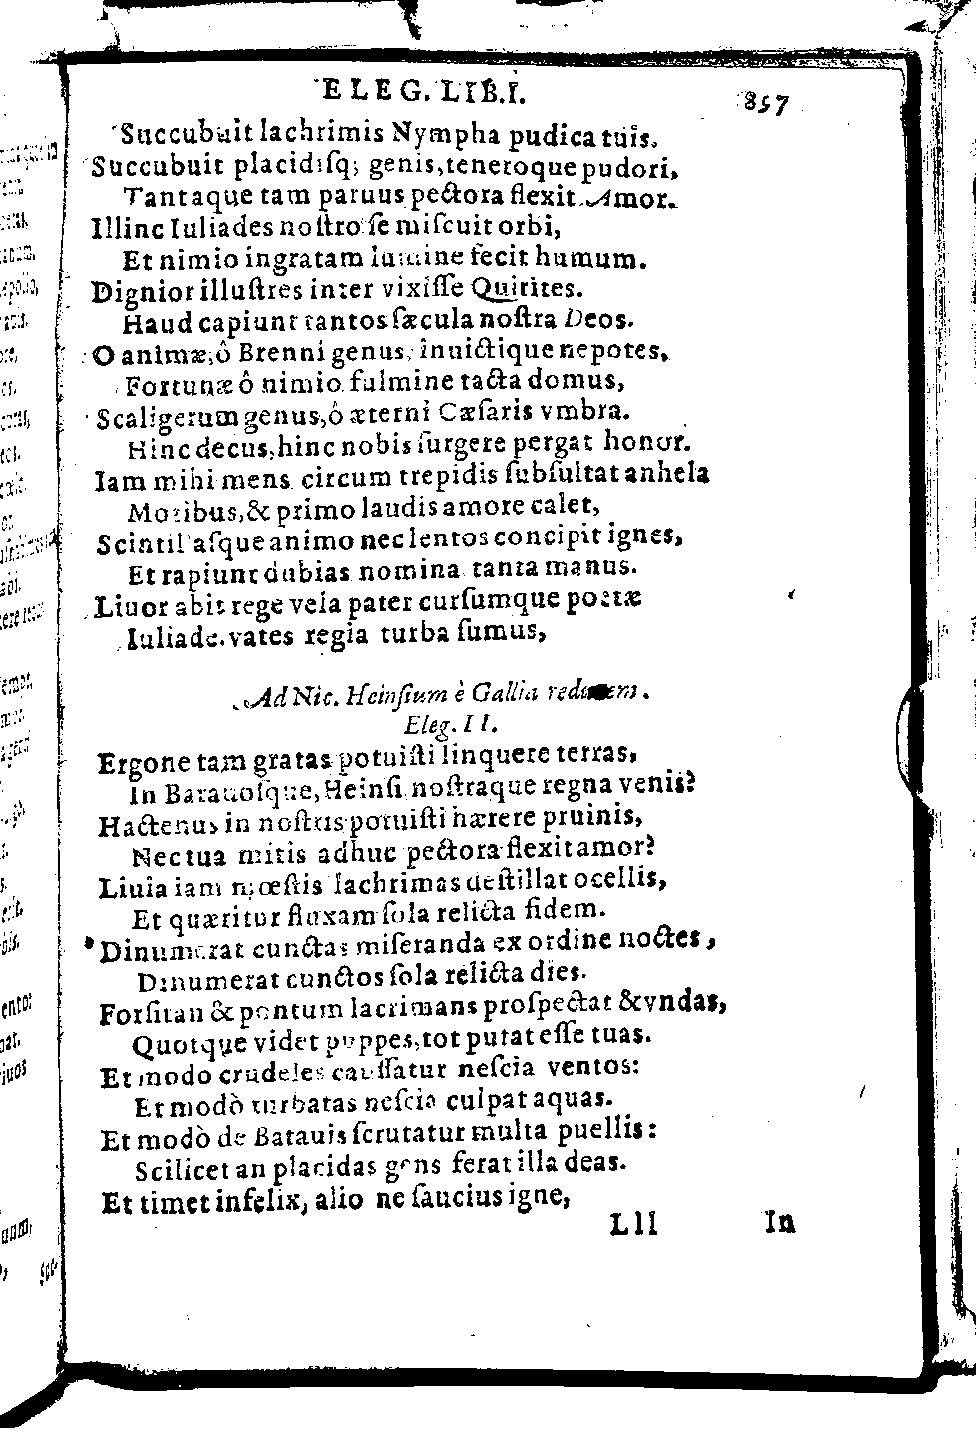 ELEG. LIB. I. 857
Succubuit lachrimis Nympha pudica tuis.
Succubuit placidiſq; genis, teneroque pudori,
Tantaque tam paruus pectora flexit Amor.
Illinc Iuliades noſtro ſe miſcuit orbi,
Et nimio ingratam lumine fecit humum.
Dignior illuſtres inter vixiſſe Quirites.
Haud capiunt tantos ſæcula noſtra Deos.
O animæ, ô Brenni genus, inuictique nepotes,
Fortunæ ô nimio fulmine tacta domus,
Scaligerum genus, ô æterni Cæſaris vmbra.
Hinc decus, hinc nobis ſurgere pergat honor.
Iam mihi mens circum trepidis ſubſultat anhela
Motibus, & primo laudis amore calet,
Scintillaſque animo nec lentos concipit ignes,
Et rapiunt dubias nomina tanta manus.
Liuor abit rege vela pater curſumque poetæ
Iuliade. vates regia turba ſumus,
Ad Nic. Heinſium è Gallia reducem.
Eleg. II.
Ergone tam gratas potuiſti linquere terras,
In Batauoſque, Heinſi noſtraque regna venis?
Hactenus in noſtris potuiſti hærere pruinis,
Nec tua mitis adhuc pectora flexit amor?
Liuia iam mœſtis lachrimas deſtillat ocellis,
Et quæritur fluxam ſola relicta fidem.
Dinumerat cunctas miſeranda ex ordine noctes,
Dinumerat cunctos ſola relicta dies.
Forſitan & pontum lacrimans proſpectat & vndas,
Quotque videt puppes, tot putat eſſe tuas.
Et modo crudeles cauſſatur neſcia ventos:
Et modò turbatas neſcia culpat aquas.
Et modò de Batauis ſcrutatur multa puellis:
Scilicet an placidas gens ferat illa deas.
Et timet infelix, alio ne ſaucius igne,
Lll In